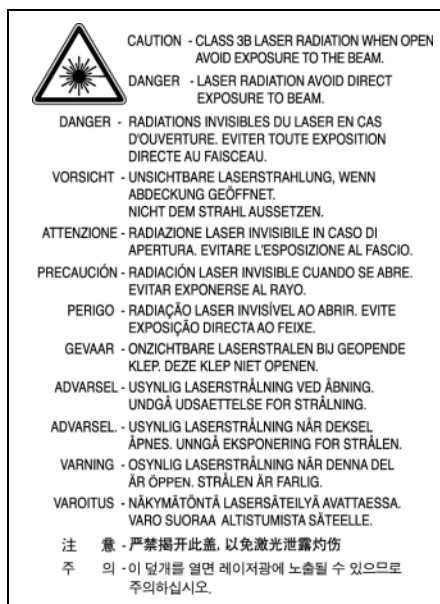 CAUTION - CLASS 3B LASER RADIATION WHEN OPEN
AVOID EXPOSURE TO THE BEAM.
DANGER - LASER RADIATION AVOID DIRECT
EXPOSURE TO BEAM.
DANGER - RADIATIONS INVISIBLES DU LASER EN CAS
D'OUVERTURE. EVITER TOUTE EXPOSITION
DIRECTE AU FAISCEAU.
VORSICHT - UNSICHTBARE LASERSTRAHLUNG, WENN
ABDECKUNG GEÖFFNET.
NICHT DEM STRAHL AUSSETZEN.
ATTENZIONE - RADIAZIONE LASER INVISIBILE IN CASO DI
APERTURA. EVITARE L'ESPOSIZIONE AL FASCIO.
PRECAUCIÓN - RADIACIÓN LASER INVISIBLE CUANDO SE ABRE.
EVITAR EXPONERSE AL RAYO.
PERIGO - RADIAÇÃO LASER INVISÍVEL AO ABRIR. EVITE
EXPOSIÇÃO DIRECTA AO FEIXE.
GEVAAR - ONZICHTBARE LASERSTRALEN BIJ GEOPENDE
KLEP. DEZE KLEP NIET OPENEN.
ADVARSEL - USYNLIG LASERSTRÅLNING VED ÅBNING.
UNDGÅ UDSAETTELSE FOR STRÅLNING.
ADVARSEL. - USYNLIG LASERSTRÅLNING NÅR DEKSEL
ÅPNES. UNNGÅ EKSPONERING FOR STRÅLEN.
VARNING - OSYNLIG LASERSTRÅLNING NÄR DENNA DEL
ÄR ÖPPEN. STRÅLEN ÄR FARLIG.
VAROITUS - NÄKYMÄTÖNTÄ LASERSÄTEILYÄ AVATTAESSA.
VARO SUORAA ALTISTUMISTA SÄTEELLE.
注 意 - 严禁揭开此盖, 以免激光泄露灼伤
주 의 - 이 덮개를 열면 레이저광에 노출될 수 있으므로
주의하십시오.